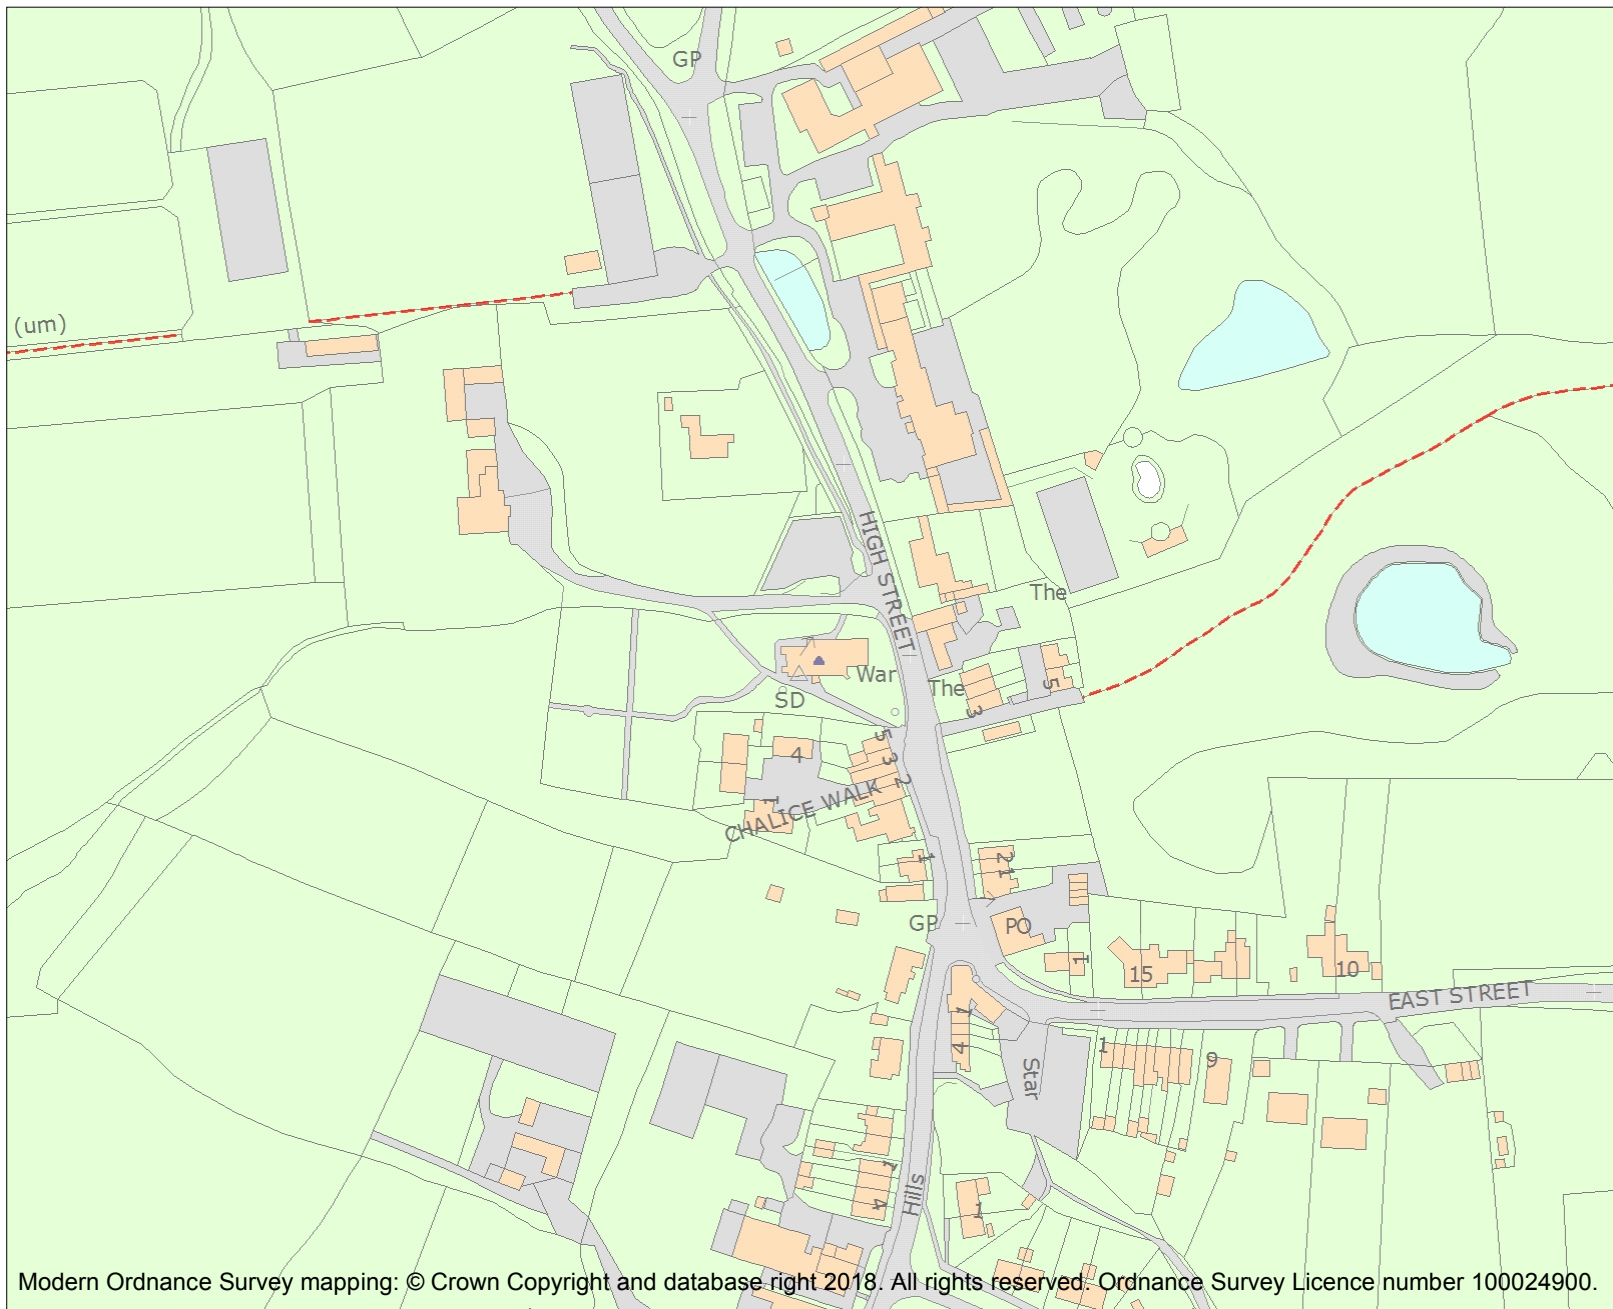 GP
(um)
HIGH STREET
The
War
The
SD
5
3
5
3
2
4
1
CHALICE WALK
1
21
GP
PO
1
15
10
EAST STREET
1
4
Star
1
9
1
4
Hills
1
Modern Ordnance Survey mapping: © Crown Copyright and database right 2018. All rights reserved. Ordnance Survey Licence number 100024900.